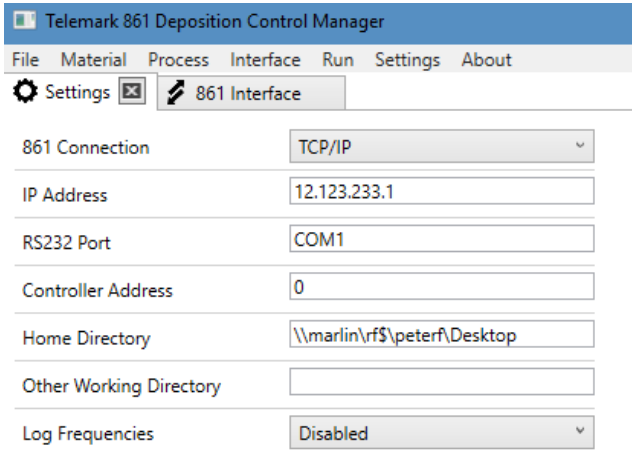 Telemark 861 Deposition Control Manager
File Material Process Interface Run Settings About
Settings 861 Interface
861 Connection TCP/IP
IP Address 12.123.233.1
RS232 Port COM1
Controller Address 0
Home Directory \\marlin\rf$\peterf\Desktop
Other Working Directory
Log Frequencies Disabled